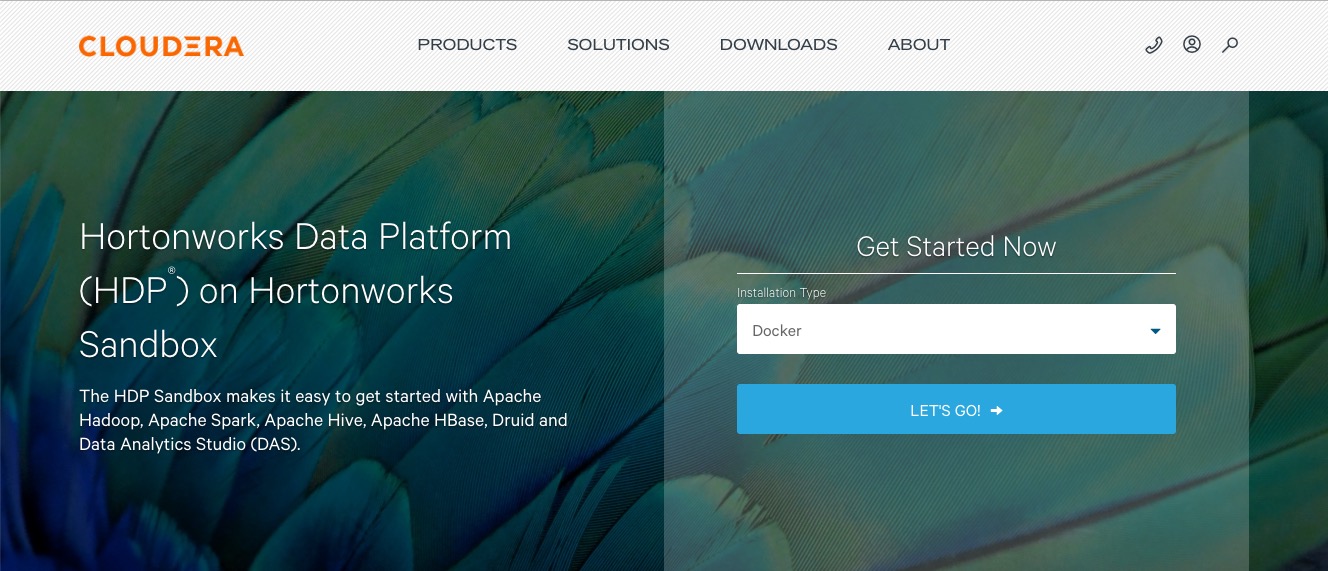 CLOUDERA
PRODUCTS
SOLUTIONS
DOWNLOADS
ABOUT
Hortonworks Data Platform
(HDP®) on Hortonworks
Sandbox
The HDP Sandbox makes it easy to get started with Apache
Hadoop, Apache Spark, Apache Hive, Apache HBase, Druid and
Data Analytics Studio (DAS).
Get Started Now
Installation Type
Docker
LET'S GO!